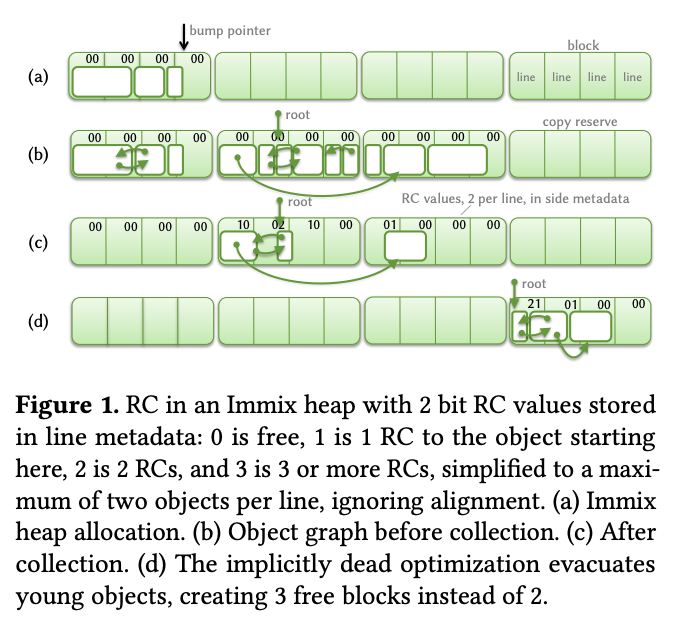 bump pointer
00 00 00 00
block
(a)
line line line line
root
copy reserve
00 00 00 00 00 00 00 00 00 00 00 00
(b)
root
RC values, 2 per line, in side metadata
00 00 00 00 10 02 10 00 01 00 00 00
(c)
root
21 01 00 00
(d)
Figure 1. RC in an Immix heap with 2 bit RC values stored
in line metadata: 0 is free, 1 is 1 RC to the object starting
here, 2 is 2 RCs, and 3 is 3 or more RCs, simplified to a maxi-
mum of two objects per line, ignoring alignment. (a) Immix
heap allocation. (b) Object graph before collection. (c) After
collection. (d) The implicitly dead optimization evacuates
young objects, creating 3 free blocks instead of 2.